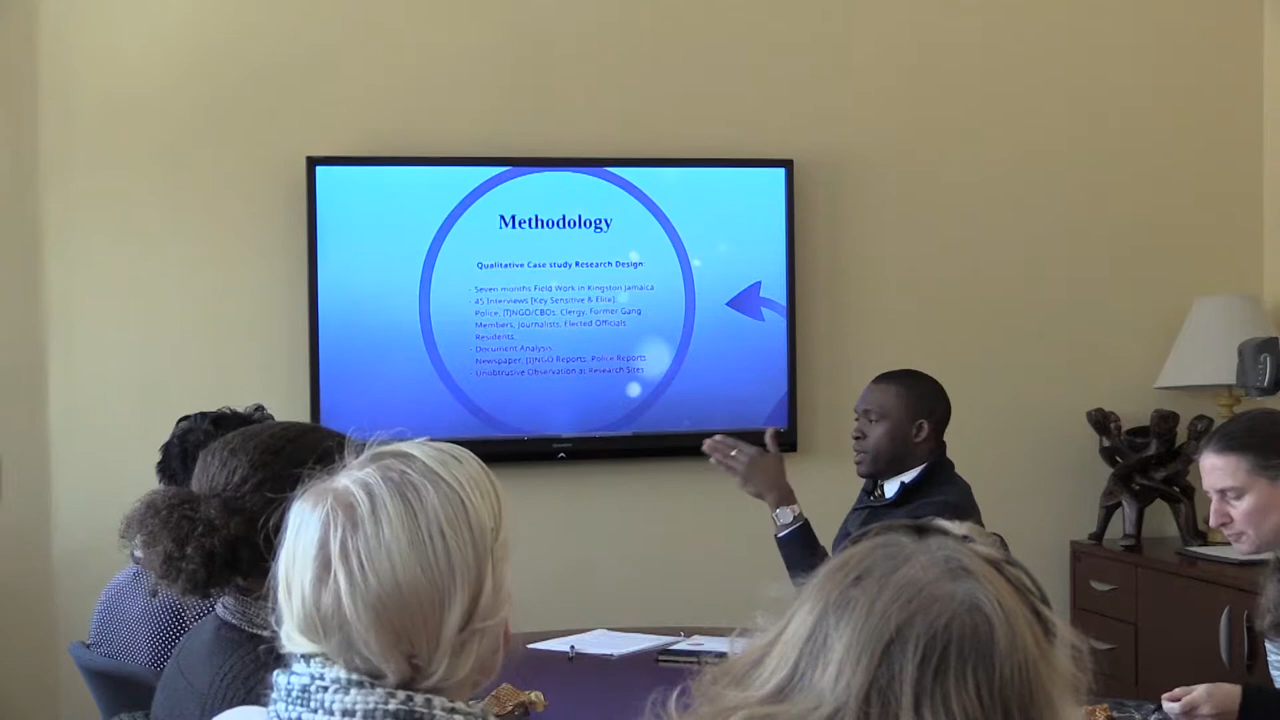 Methodology
Qualitative Case study Research Design:
- Seven months Field Work in Kingston Jamaica
- 45 Interviews [Key Sensitive & Elite]:
Police, [I]NGO/CBOs, Clergy, Former Gang
Members, Journalists, Elected Officials
Residents.
- Document Analysis:
Newspaper, [I]NGO Reports, Police Reports
- Unobtrusive Observation as Research Sites